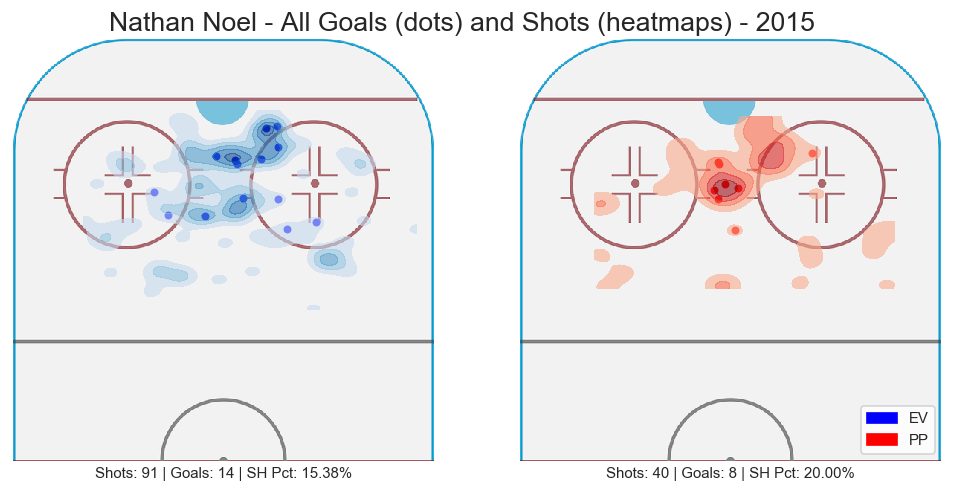 Nathan Noel - All Goals (dots) and Shots (heatmaps) - 2015
EV
PP
Shots: 91 | Goals: 14 | SH Pct: 15.38%
Shots: 40 | Goals: 8 | SH Pct: 20.00%